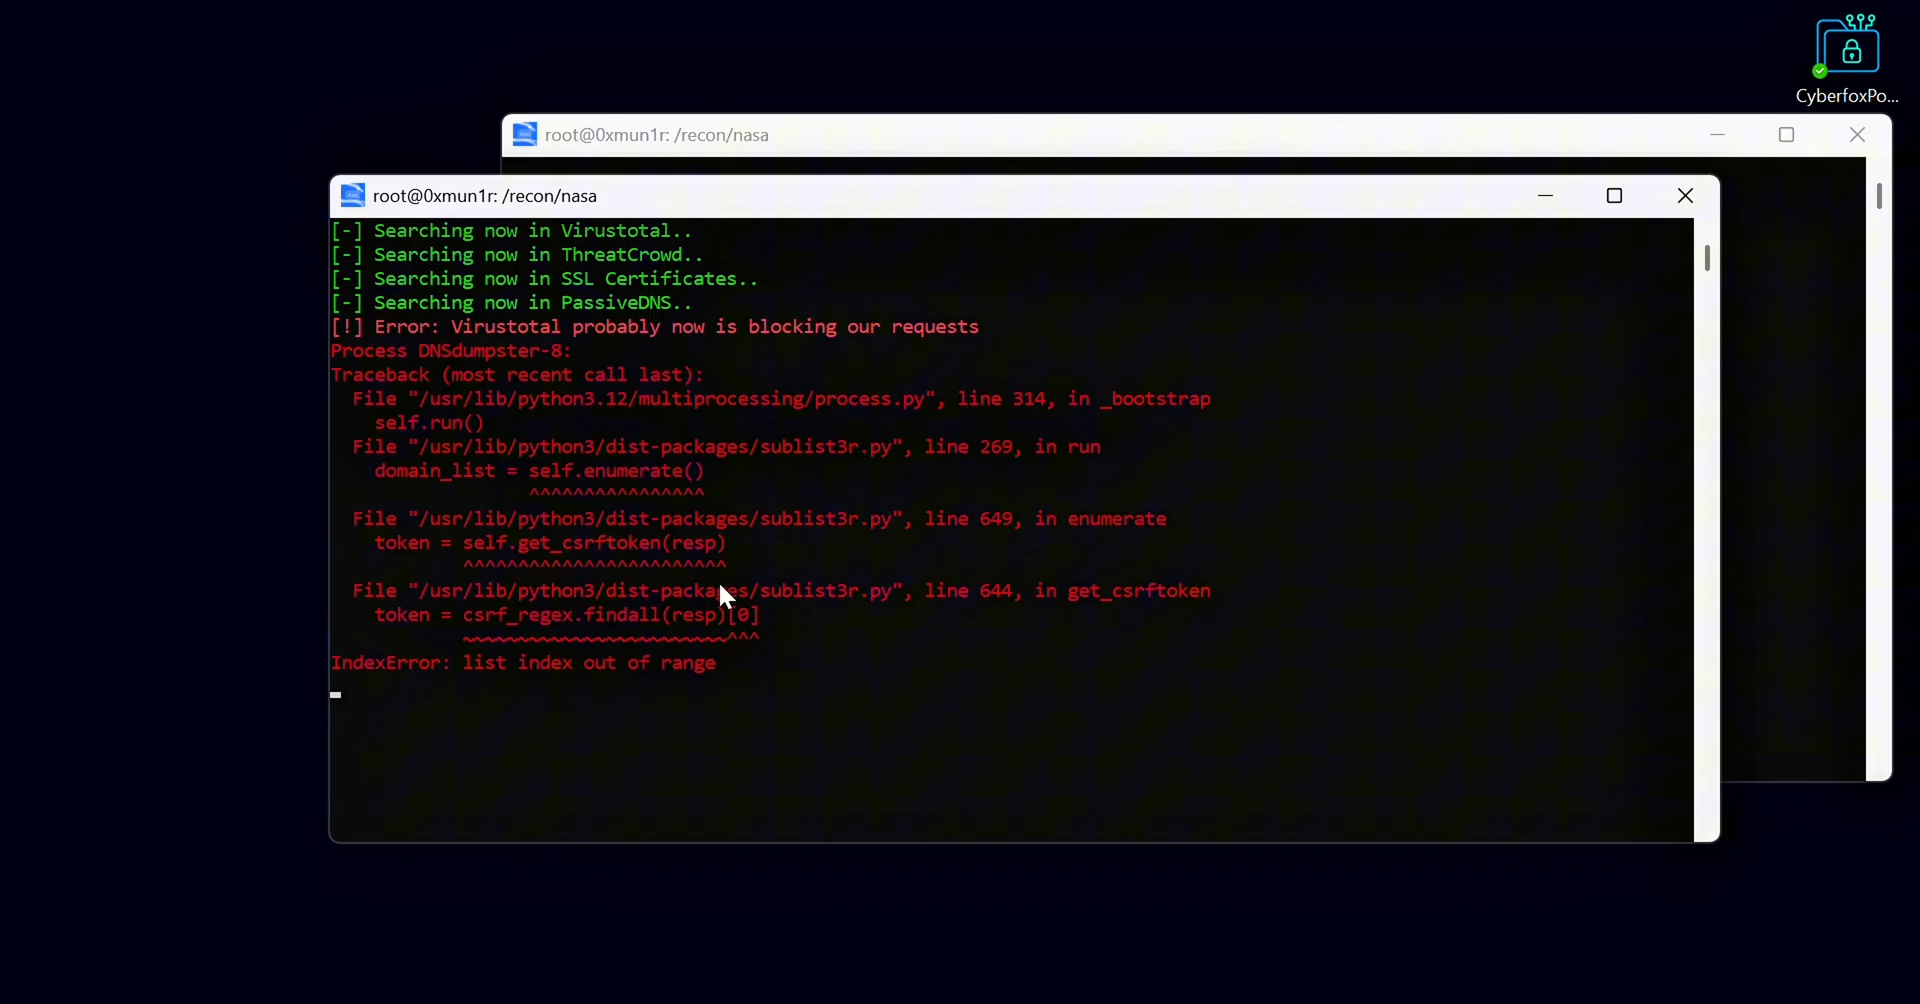 CyberfoxPo...
root@0xmun1r: /recon/nasa
root@0xmun1r: /recon/nasa
[-] Searching now in Virustotal..
[-] Searching now in ThreatCrowd..
[-] Searching now in SSL Certificates..
[-] Searching now in PassiveDNS..
[!] Error: Virustotal probably now is blocking our requests
Process DNSdumpster-8:
Traceback (most recent call last):
  File "/usr/lib/python3.12/multiprocessing/process.py", line 314, in _bootstrap
    self.run()
  File "/usr/lib/python3/dist-packages/sublist3r.py", line 269, in run
    domain_list = self.enumerate()
                  ^^^^^^^^^^^^^^^^
  File "/usr/lib/python3/dist-packages/sublist3r.py", line 649, in enumerate
    token = self.get_csrftoken(resp)
            ^^^^^^^^^^^^^^^^^^^^^^^^
  File "/usr/lib/python3/dist-packages/sublist3r.py", line 644, in get_csrftoken
    token = csrf_regex.findall(resp)[0]
            ~~~~~~~~~~~~~~~~~~~~~~~~^^^
IndexError: list index out of range